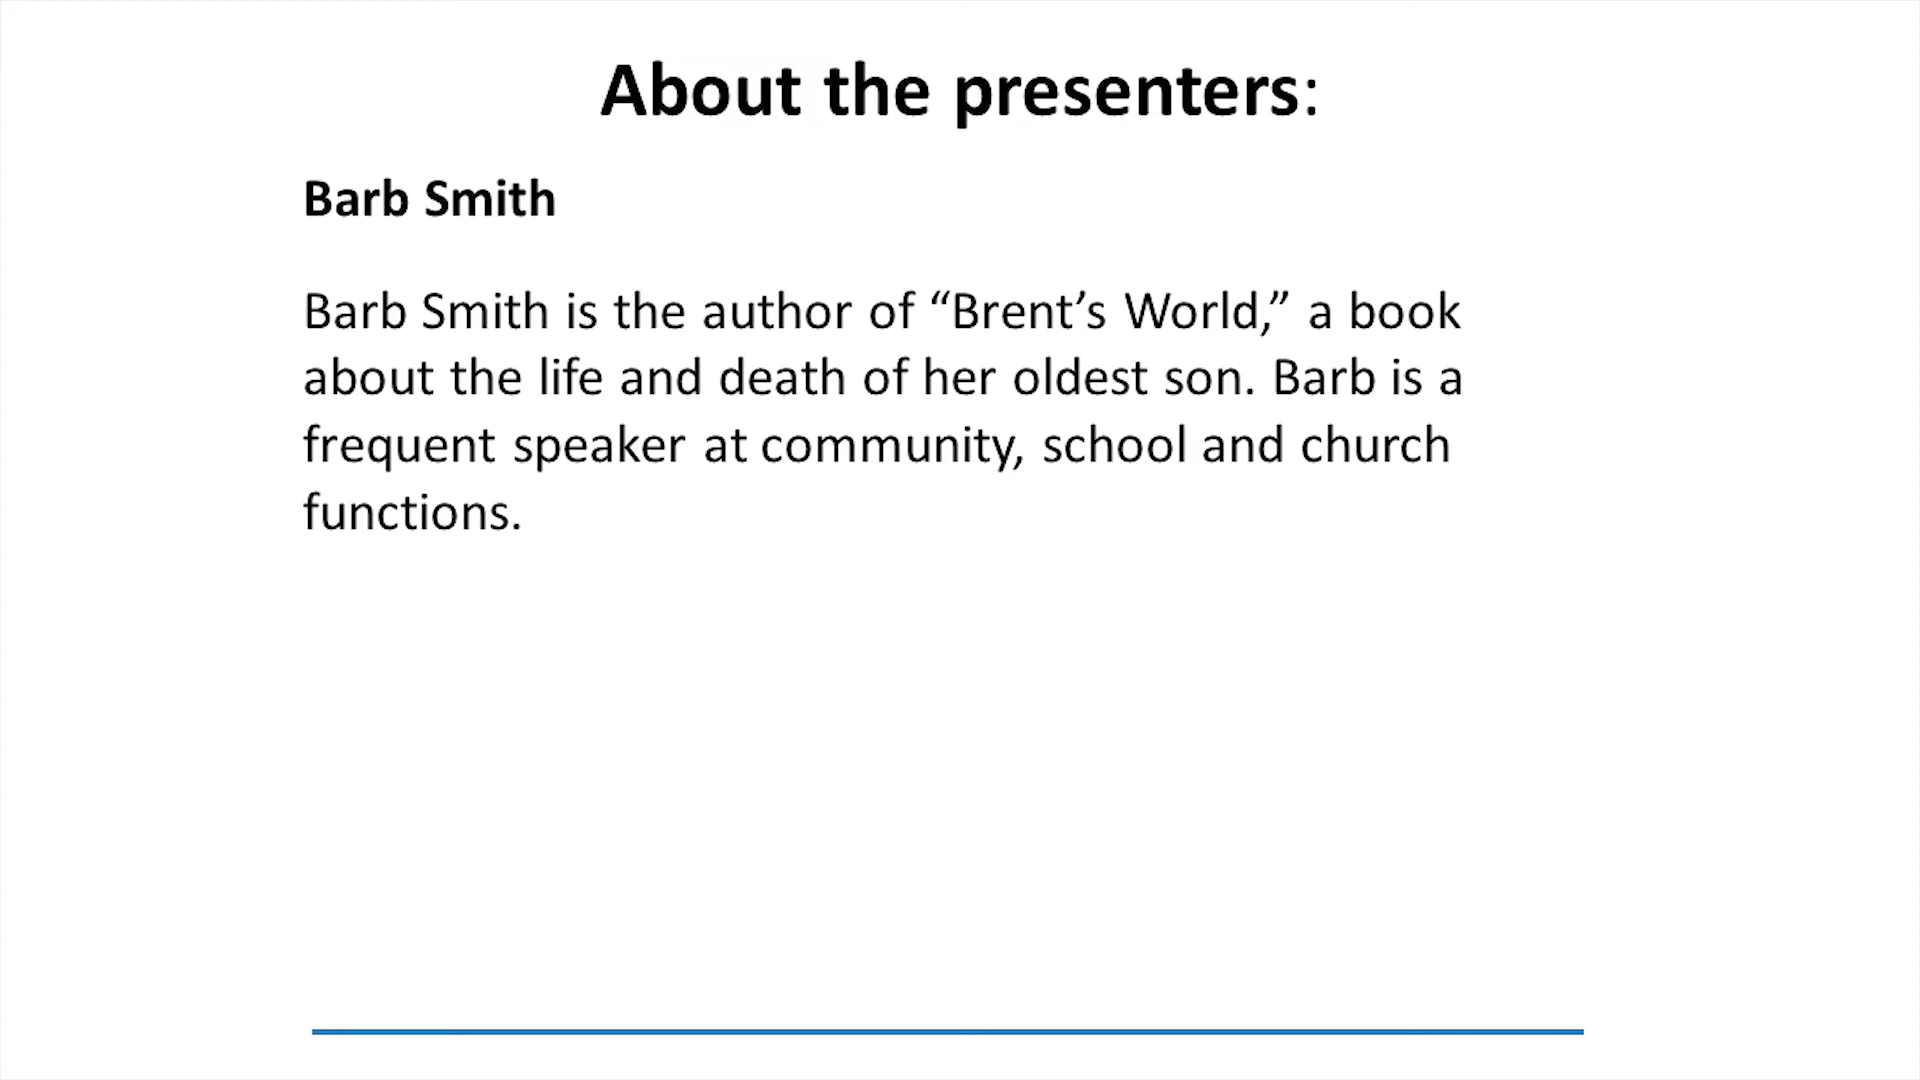 About the presenters:
Barb Smith
Barb Smith is the author of “Brent’s World,” a book
about the life and death of her oldest son. Barb is a
frequent speaker at community, school and church
functions.